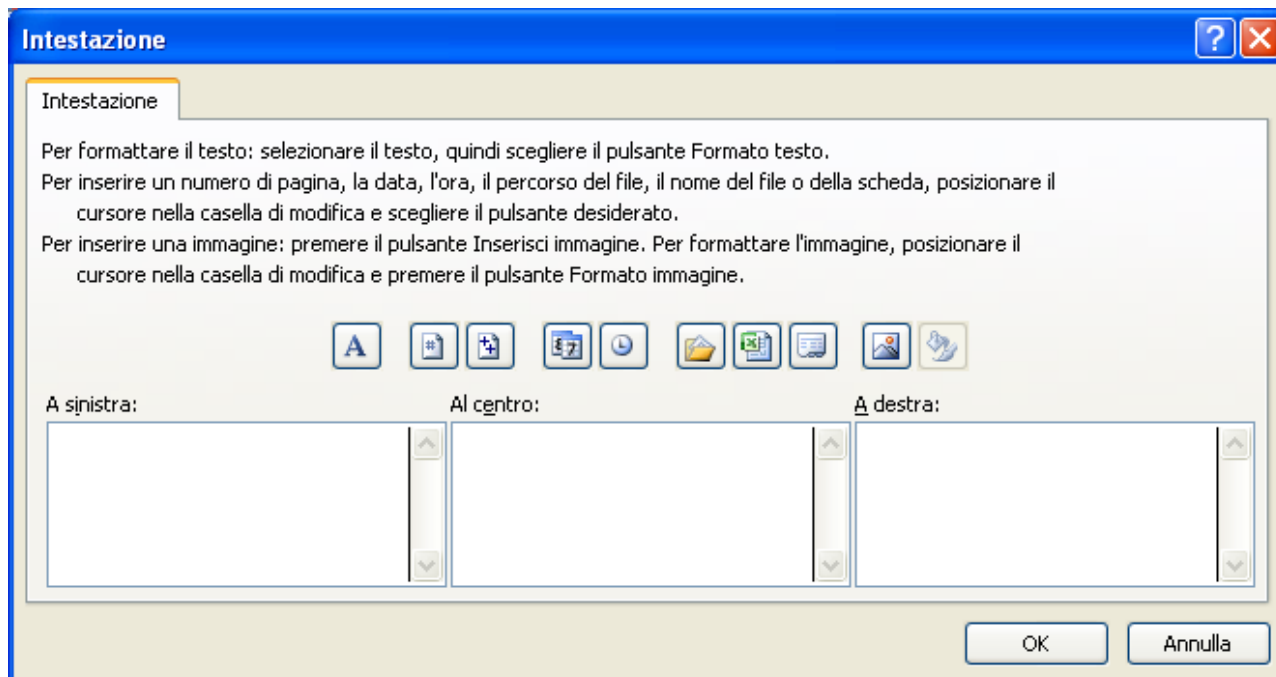 Intestazione
Intestazione
Per formattare il testo: selezionare il testo, quindi scegliere il pulsante Formato testo.
Per inserire un numero di pagina, la data, l'ora, il percorso del file, il nome del file o della scheda, posizionare il
cursore nella casella di modifica e scegliere il pulsante desiderato.
Per inserire una immagine: premere il pulsante Inserisci immagine. Per formattare l'immagine, posizionare il
cursore nella casella di modifica e premere il pulsante Formato immagine.
A sinistra: Al centro: A destra:
OK Annulla